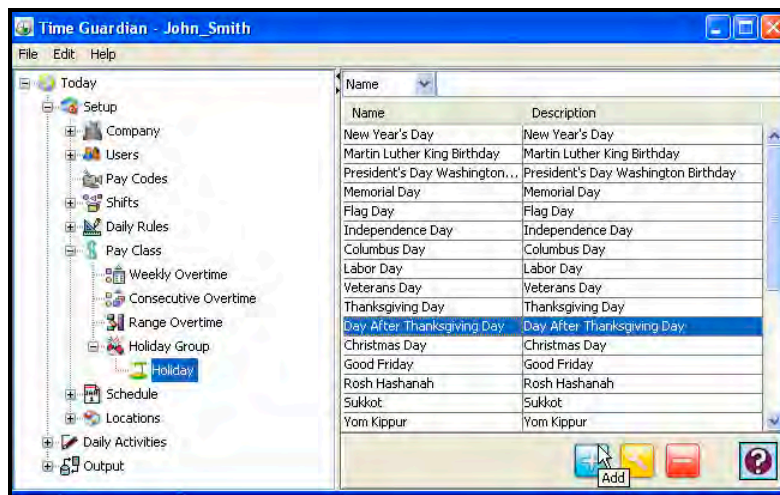 Time Guardian - John_Smith
File Edit Help
Today
Setup
Company
Users
Pay Codes
Shifts
Daily Rules
Pay Class
Weekly Overtime
Consecutive Overtime
Range Overtime
Holiday Group
Holiday
Schedule
Locations
Daily Activities
Output
Name
Name Description
New Year's Day New Year's Day
Martin Luther King Birthday Martin Luther King Birthday
President's Day Washington... President's Day Washington Birthday
Memorial Day Memorial Day
Flag Day Flag Day
Independence Day Independence Day
Columbus Day Columbus Day
Labor Day Labor Day
Veterans Day Veterans Day
Thanksgiving Day Thanksgiving Day
Day After Thanksgiving Day Day After Thanksgiving Day
Christmas Day Christmas Day
Good Friday Good Friday
Rosh Hashanah Rosh Hashanah
Sukkot Sukkot
Yom Kippur Yom Kippur
Add
?